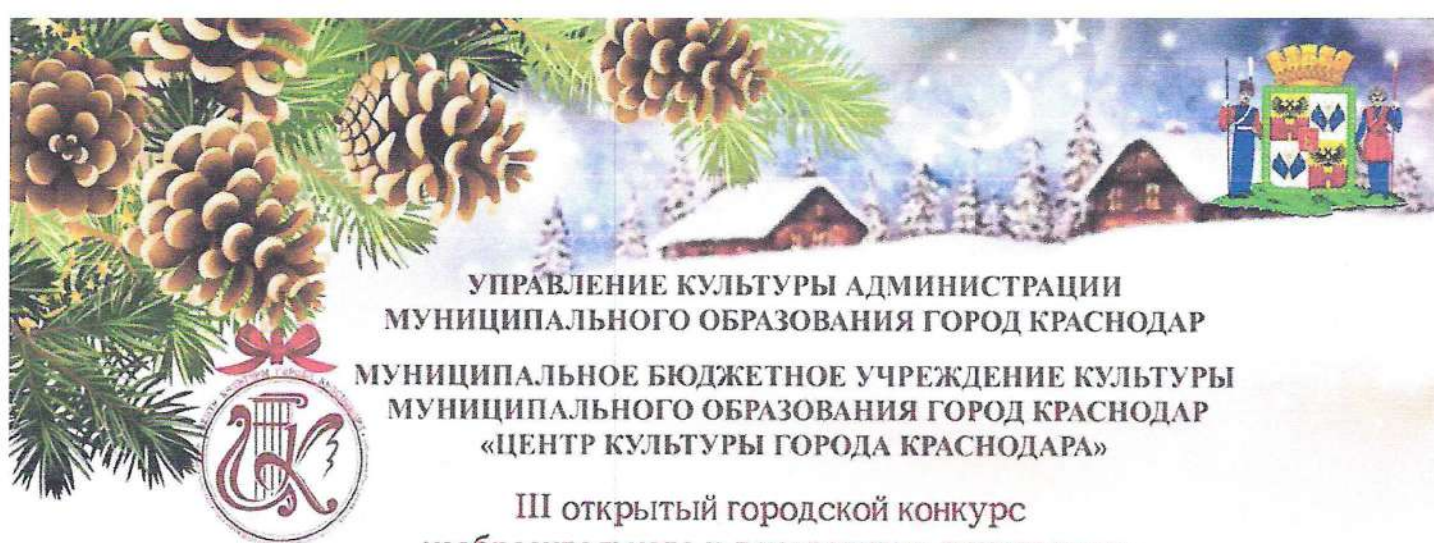 УПРАВЛЕНИЕ КУЛЬТУРЫ АДМИНИСТРАЦИИ
МУНИЦИПАЛЬНОГО ОБРАЗОВАНИЯ ГОРОД КРАСНОДАР
МУНИЦИПАЛЬНОЕ БЮДЖЕТНОЕ УЧРЕЖДЕНИЕ КУЛЬТУРЫ
МУНИЦИПАЛЬНОГО ОБРАЗОВАНИЯ ГОРОД КРАСНОДАР
«ЦЕНТР КУЛЬТУРЫ ГОРОДА КРАСНОДАРА»
III открытый городской конкурс